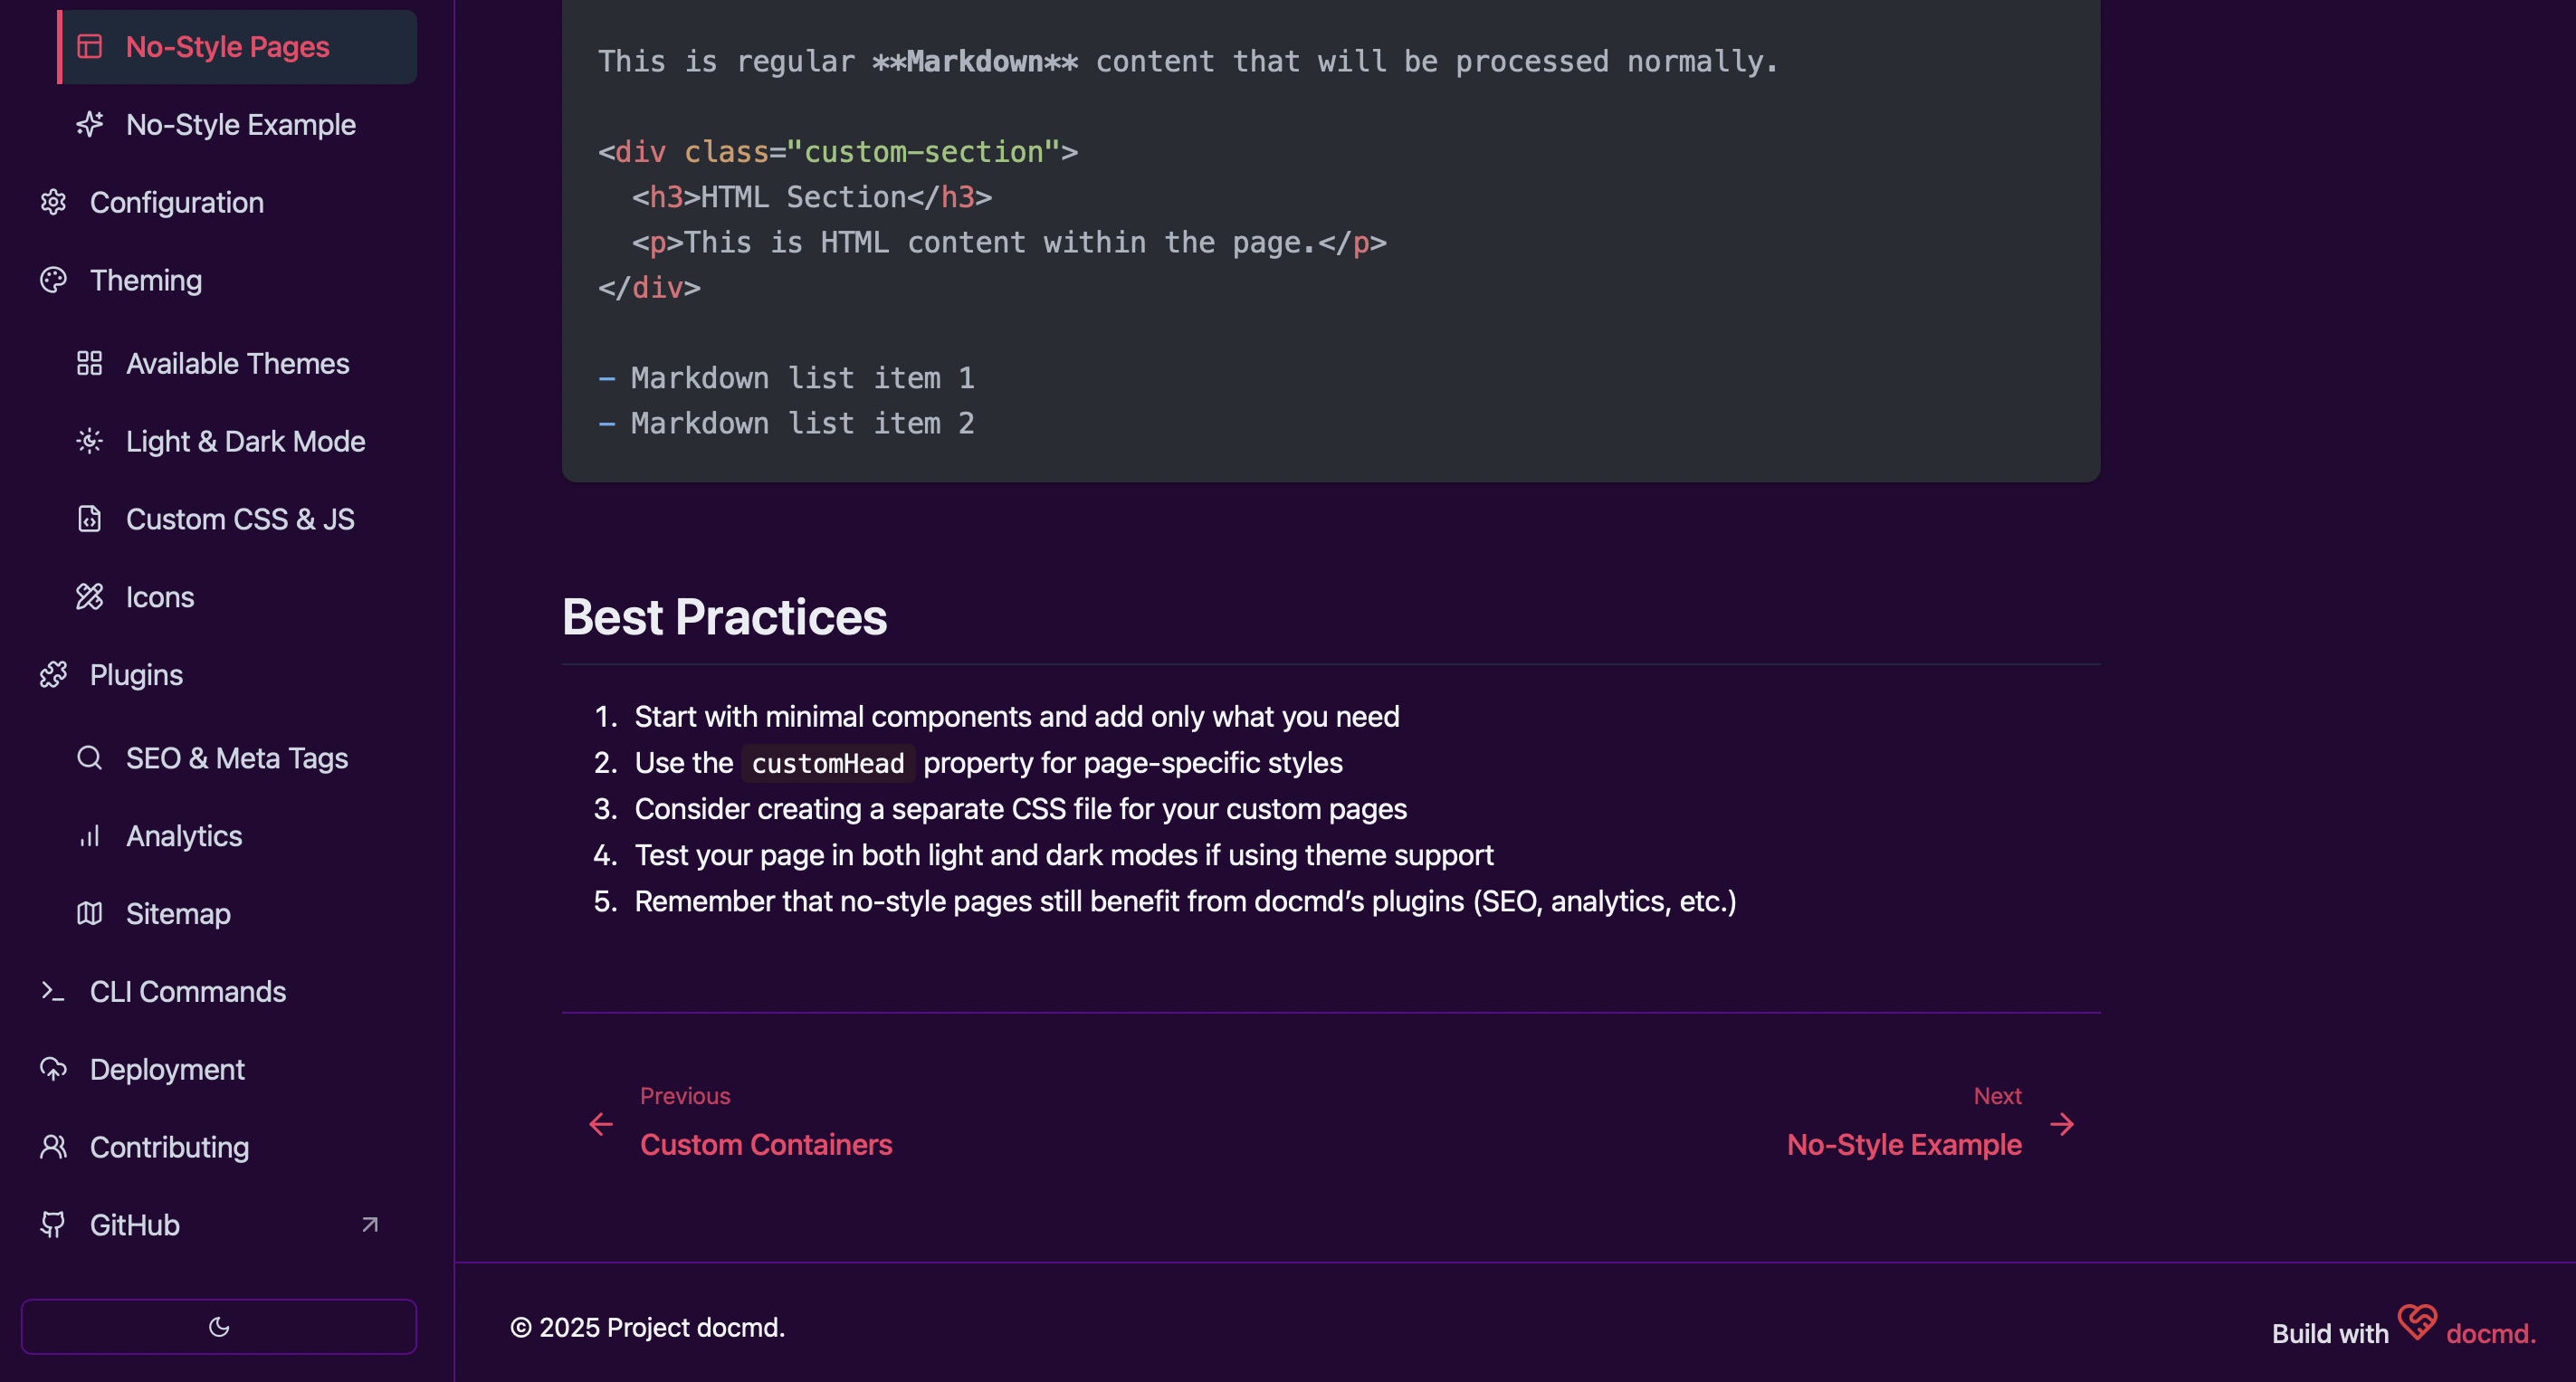 No-Style Pages
No-Style Example
Configuration
Theming
Available Themes
Light & Dark Mode
Custom CSS & JS
Icons
Plugins
SEO & Meta Tags
Analytics
Sitemap
CLI Commands
Deployment
Contributing
GitHub
This is regular **Markdown** content that will be processed normally.
<div class="custom-section">
  <h3>HTML Section</h3>
  <p>This is HTML content within the page.</p>
</div>
- Markdown list item 1
- Markdown list item 2
Best Practices
1. Start with minimal components and add only what you need
2. Use the customHead property for page-specific styles
3. Consider creating a separate CSS file for your custom pages
4. Test your page in both light and dark modes if using theme support
5. Remember that no-style pages still benefit from docmd’s plugins (SEO, analytics, etc.)
Previous
Custom Containers
Next
No-Style Example
© 2025 Project docmd.
Build with docmd.